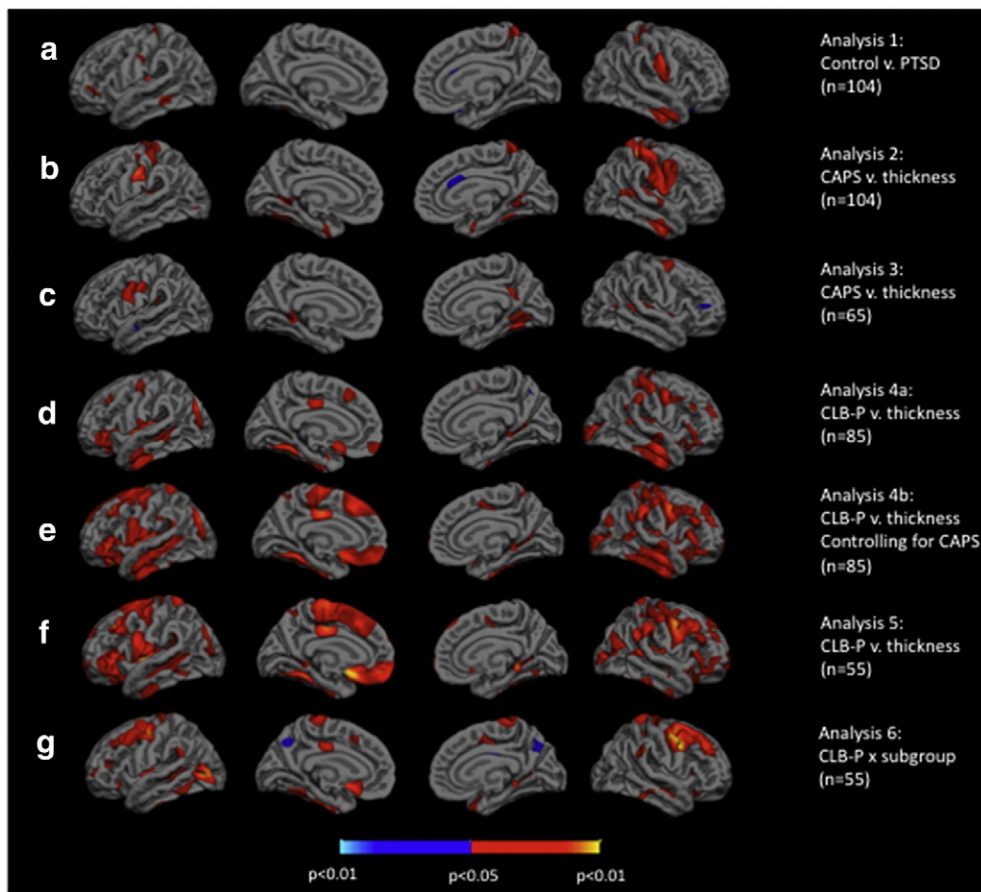 a
Analysis 1:
Control v. PTSD
(n=104)
b
Analysis 2:
CAPS v. thickness
(n=104)
c
Analysis 3:
CAPS v. thickness
(n=65)
d
Analysis 4a:
CLB-P v. thickness
(n=85)
e
Analysis 4b:
CLB-P v. thickness
Controlling for CAPS
(n=85)
f
Analysis 5:
CLB-P v. thickness
(n=55)
g
Analysis 6:
CLB-P x subgroup
(n=55)
p<0.01 p<0.05 p<0.01